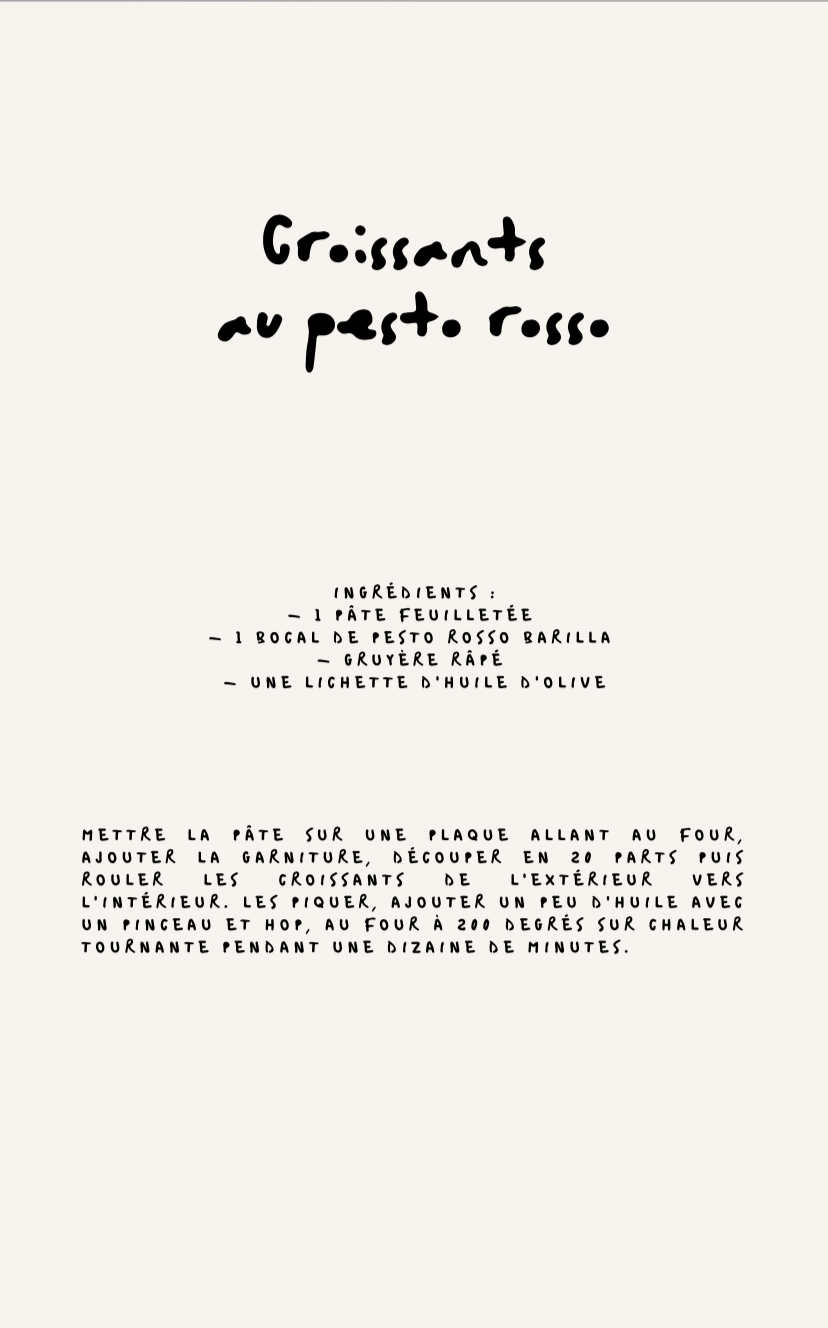 Croissants
au pesto rosso
INGRÉDIENTS :
– 1 PÂTE FEUILLETÉE
– 1 BOCAL DE PESTO ROSSO BARILLA
– GRUYÈRE RÂPÉ
– UNE LICHETTE D'HUILE D'OLIVE
METTRE LA PÂTE SUR UNE PLAQUE ALLANT AU FOUR,
AJOUTER LA GARNITURE, DÉCOUPER EN 20 PARTS PUIS
ROULER LES CROISSANTS DE L'EXTÉRIEUR VERS
L'INTÉRIEUR. LES PIQUER, AJOUTER UN PEU D'HUILE AVEC
UN PINCEAU ET HOP, AU FOUR À 200 DEGRÉS SUR CHALEUR
TOURNANTE PENDANT UNE DIZAINE DE MINUTES.